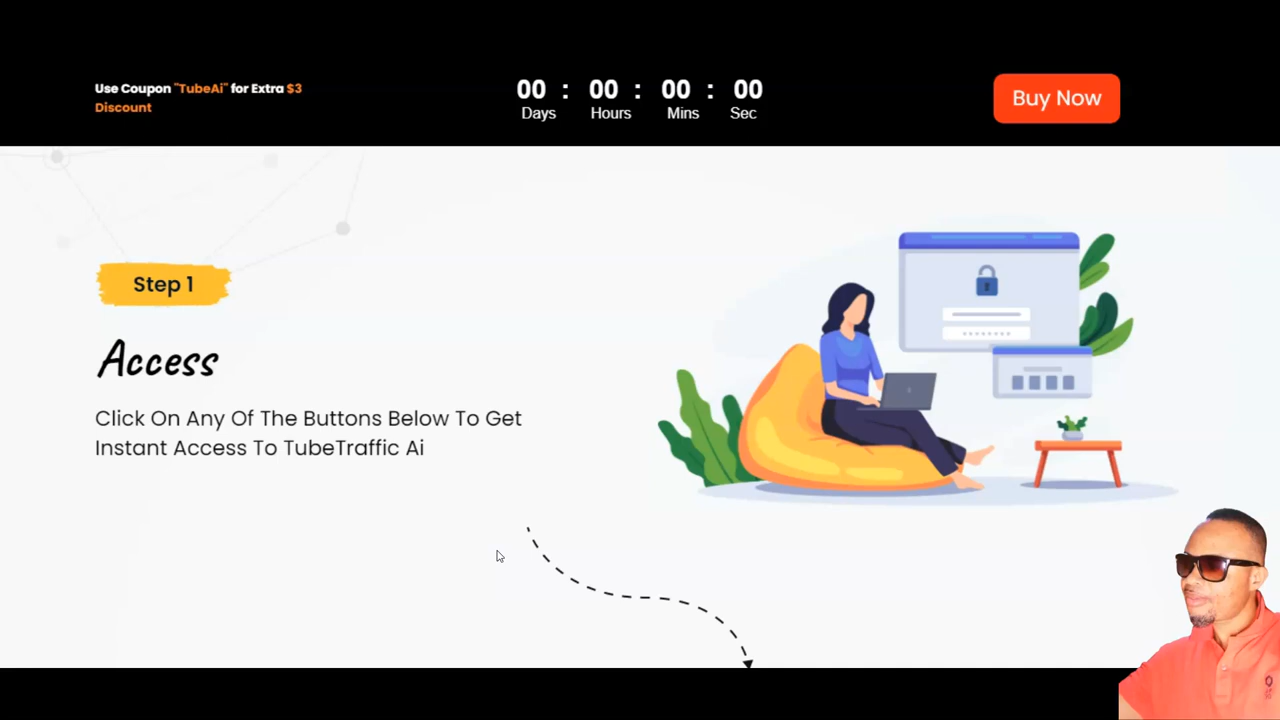 Use Coupon "TubeAi" for Extra $3
Discount
00 : 00 : 00 : 00
Days Hours Mins Sec
Buy Now
Step 1
Access
Click On Any Of The Buttons Below To Get
Instant Access To TubeTraffic Ai